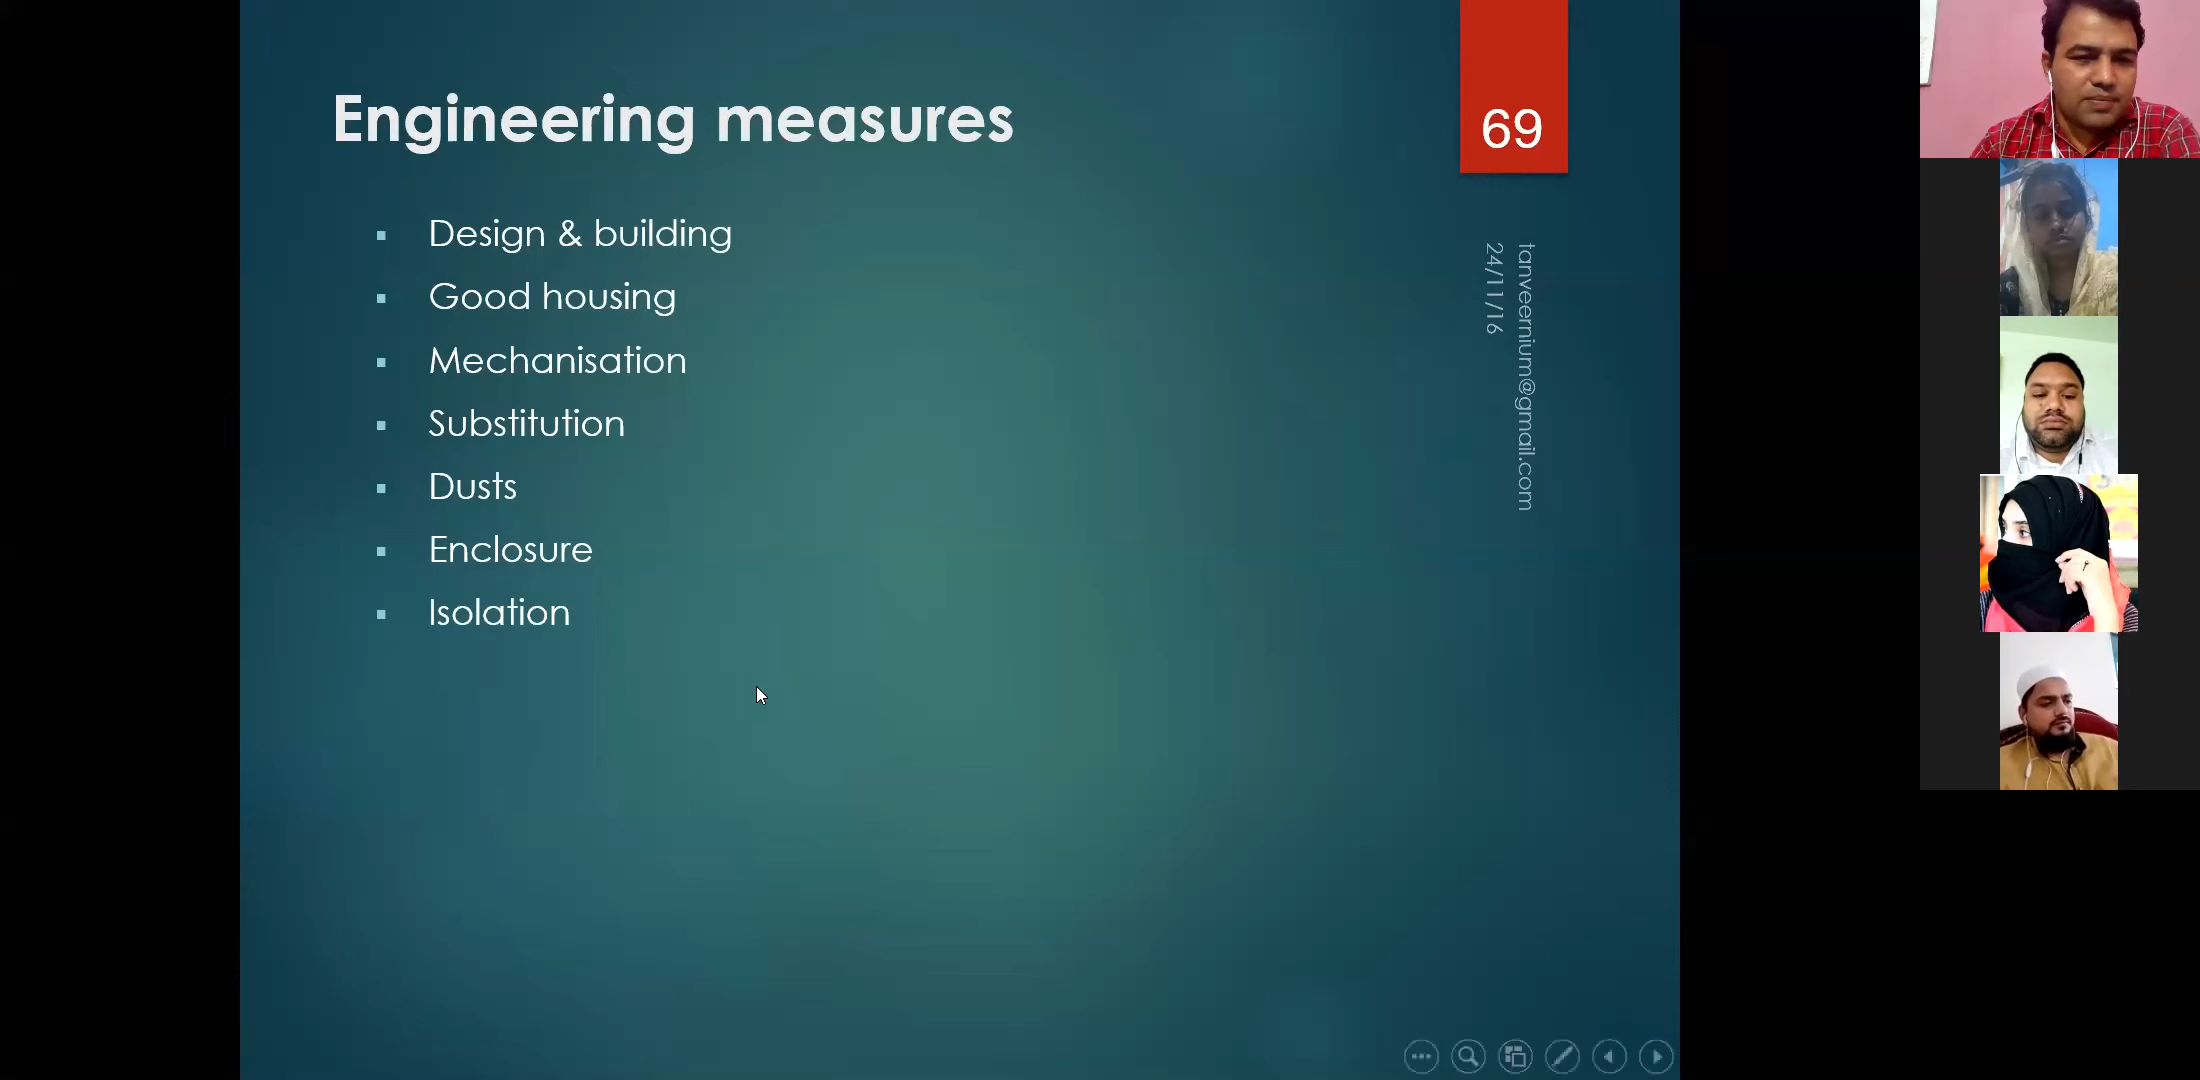 Engineering measures
69
Design & building
Good housing
Mechanisation
Substitution
Dusts
Enclosure
Isolation
tanveernium@gmail.com
24/11/16